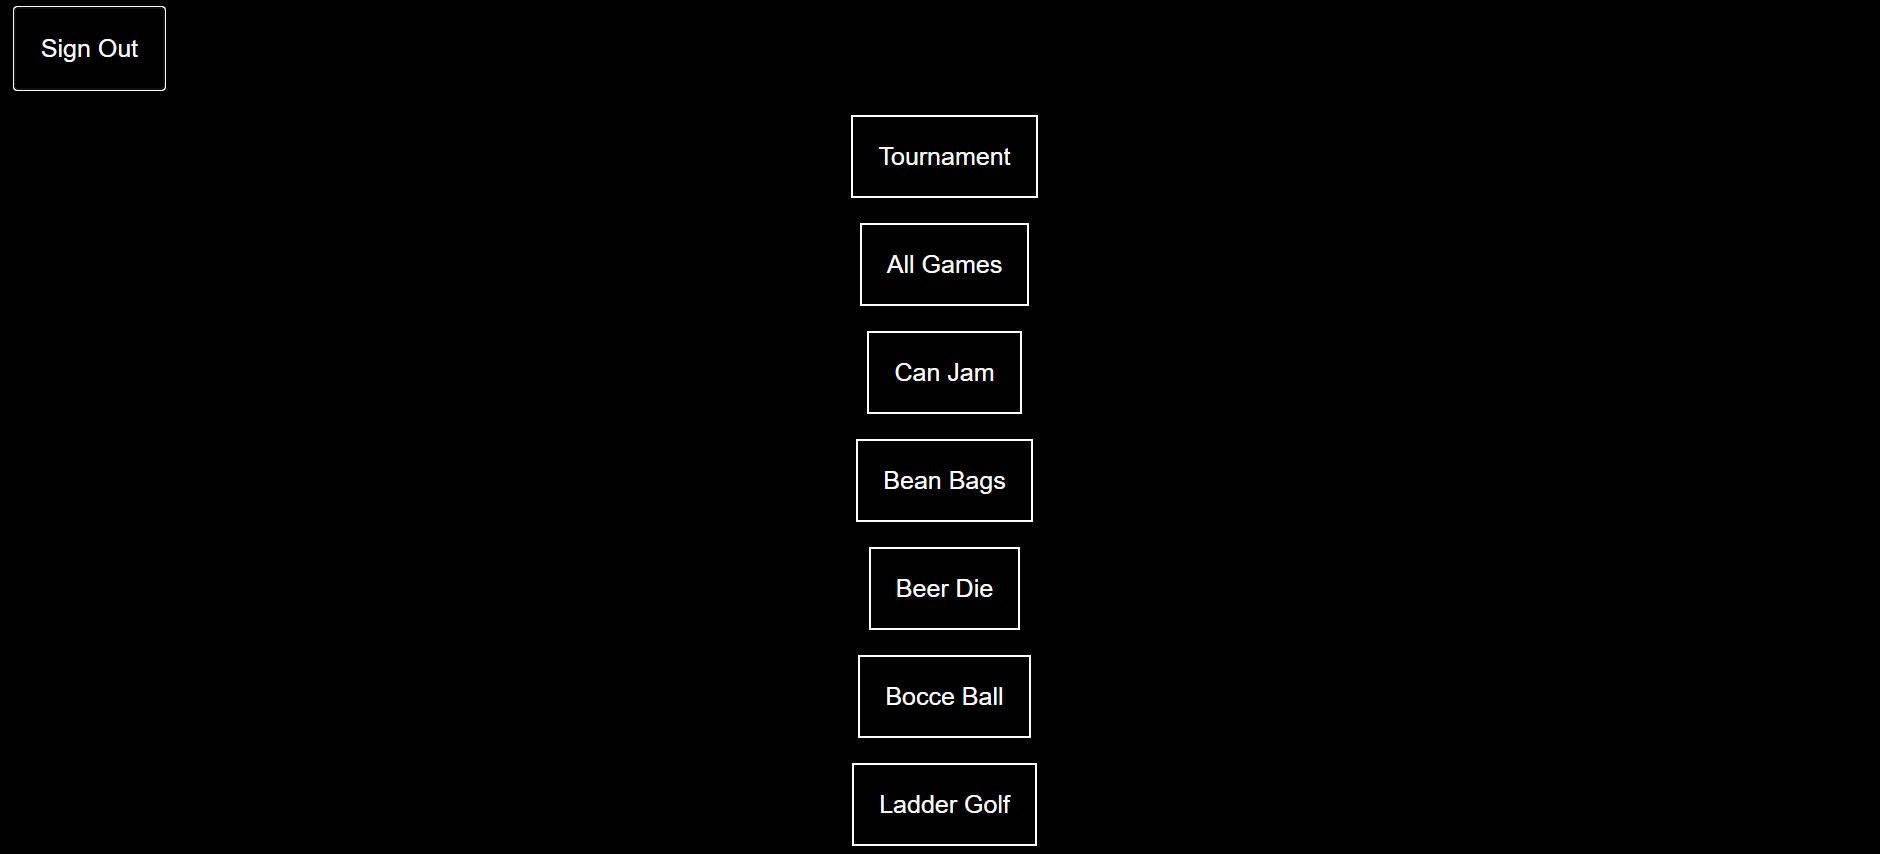 Sign Out
Tournament
All Games
Can Jam
Bean Bags
Beer Die
Bocce Ball
Ladder Golf